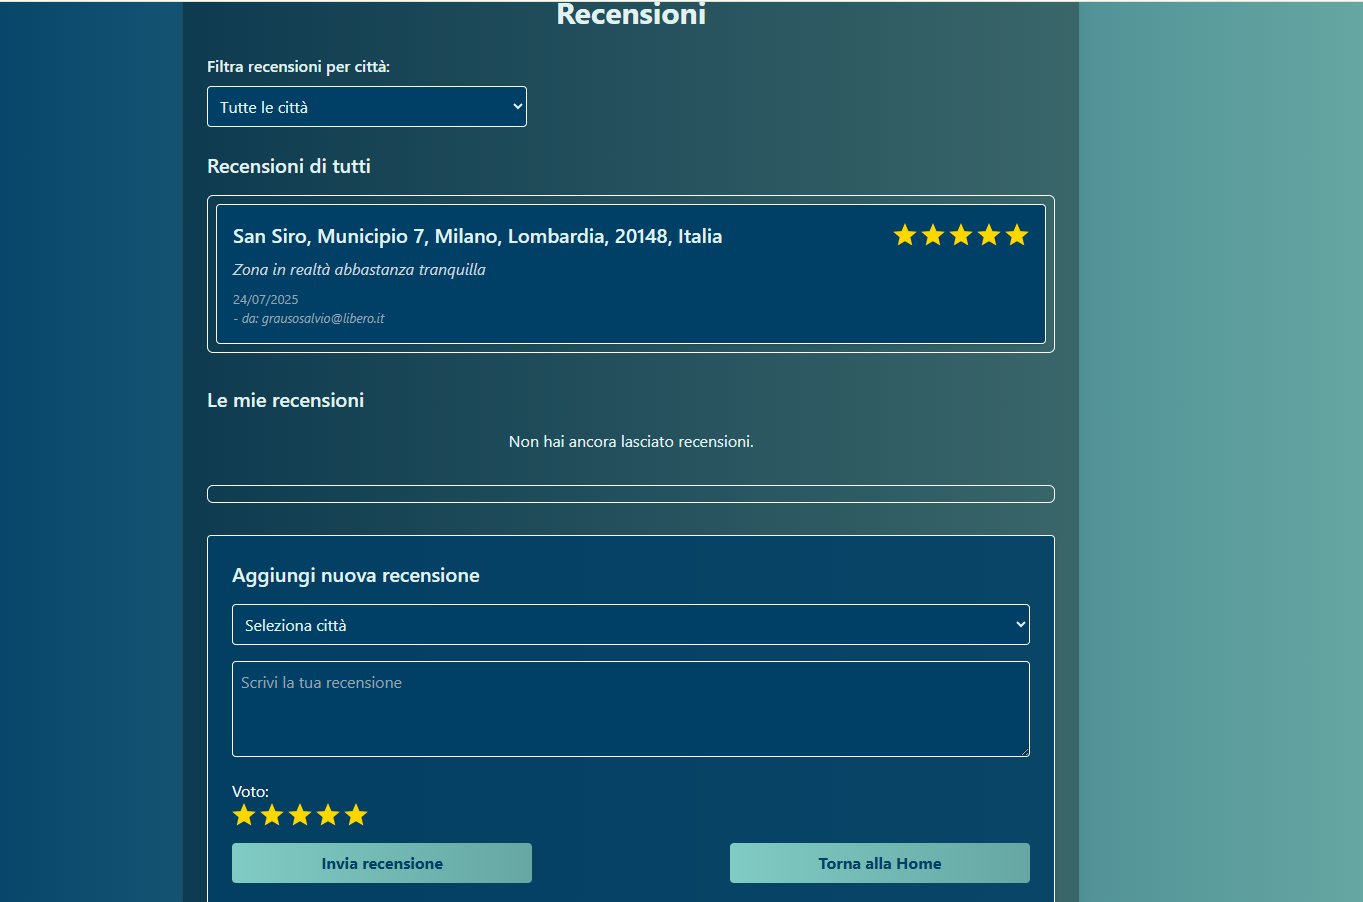 Recensioni
Filtra recensioni per città:
Tutte le città
Recensioni di tutti
San Siro, Municipio 7, Milano, Lombardia, 20148, Italia
Zona in realtà abbastanza tranquilla
24/07/2025
- da: grausosalvio@libero.it
Le mie recensioni
Non hai ancora lasciato recensioni.
Aggiungi nuova recensione
Seleziona città
Scrivi la tua recensione
Voto:
Invia recensione
Torna alla Home